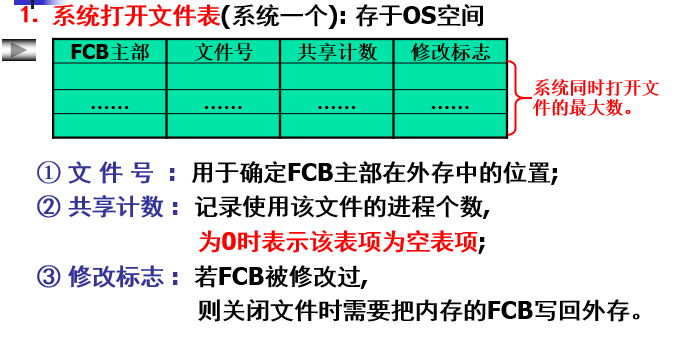 1. 系统打开文件表(系统一个): 存于OS空间
FCB主部 文件号 共享计数 修改标志
…… …… …… ……
系统同时打开文
件的最大数。
① 文 件 号 : 用于确定FCB主部在外存中的位置;
② 共享计数: 记录使用该文件的进程个数,
为0时表示该表项为空表项;
③ 修改标志: 若FCB被修改过,
则关闭文件时需要把内存的FCB写回外存。